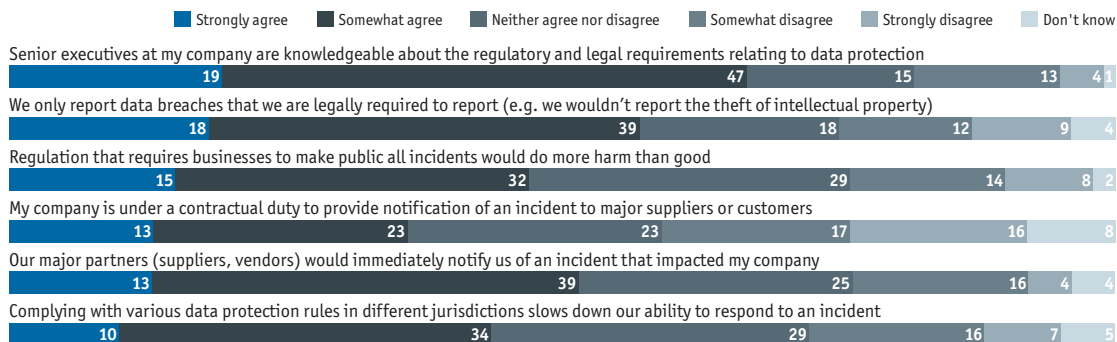 Strongly agree Somewhat agree Neither agree nor disagree Somewhat disagree Strongly disagree Don't know
Senior executives at my company are knowledgeable about the regulatory and legal requirements relating to data protection
19 47 15 13 4 1
We only report data breaches that we are legally required to report (e.g. we wouldn’t report the theft of intellectual property)
18 39 18 12 9 4
Regulation that requires businesses to make public all incidents would do more harm than good
15 32 29 14 8 2
My company is under a contractual duty to provide notification of an incident to major suppliers or customers
13 23 23 17 16 8
Our major partners (suppliers, vendors) would immediately notify us of an incident that impacted my company
13 39 25 16 4 4
Complying with various data protection rules in different jurisdictions slows down our ability to respond to an incident
10 34 29 16 7 5